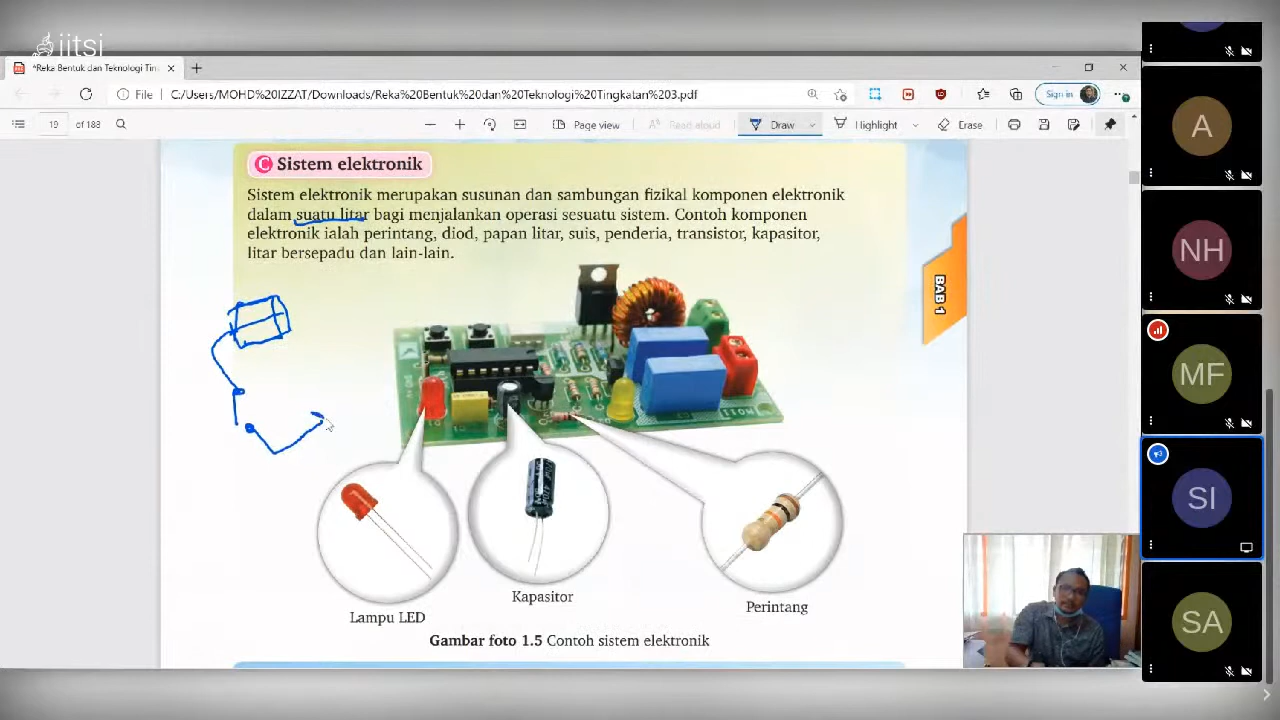 jitsi
*Reka Bentuk dan Teknologi Tin
File C:/Users/MOHD%20IZZAT/Downloads/Reka%20Bentuk%20dan%20Teknologi%20Tingkatan%203.pdf
Sign in
19 of 188
Page view
Read aloud
Draw
Highlight
Erase
C Sistem elektronik
Sistem elektronik merupakan susunan dan sambungan fizikal komponen elektronik
dalam suatu litar bagi menjalankan operasi sesuatu sistem. Contoh komponen
elektronik ialah perintang, diod, papan litar, suis, penderia, transistor, kapasitor,
litar bersepadu dan lain-lain.
BAB 1
M011
Lampu LED
Kapasitor
Perintang
Gambar foto 1.5 Contoh sistem elektronik
A
NH
MF
SI
SA